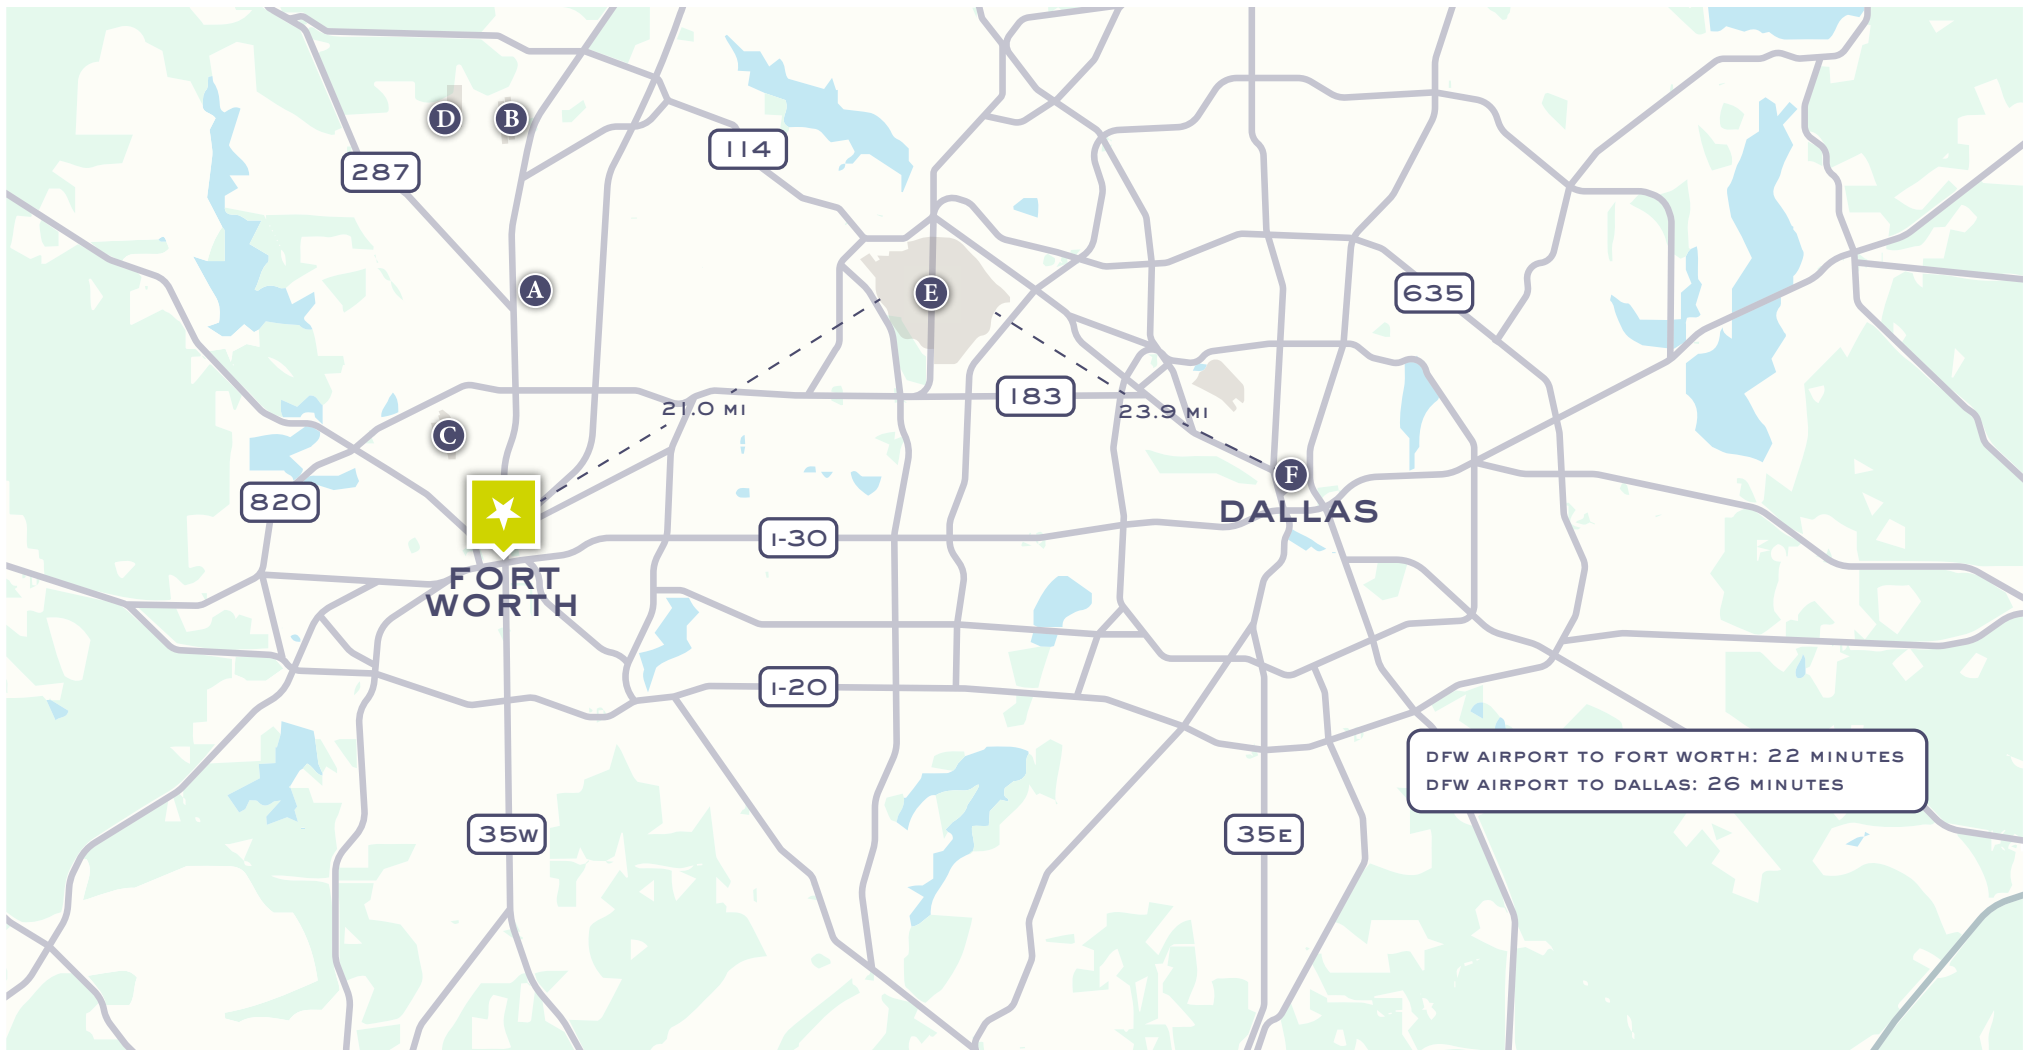 D
B
114
287
A
E
635
183
21.0 MI
23.9 MI
C
F
820
DALLAS
I-30
FORT
WORTH
I-20
DFW AIRPORT TO FORT WORTH: 22 MINUTES
DFW AIRPORT TO DALLAS: 26 MINUTES
35W
35E